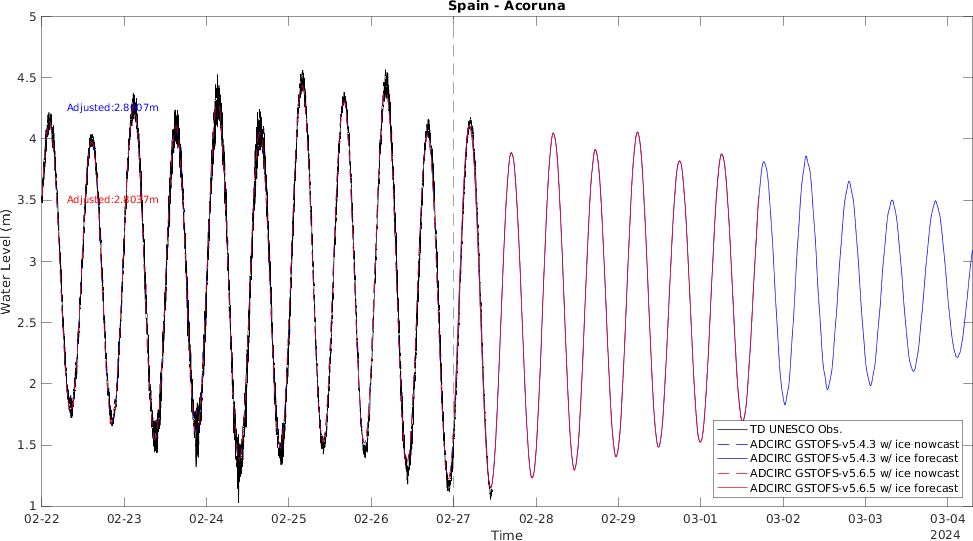 Spain - Acoruna
5
4.5
4
3.5
3
2.5
2
1.5
1
Water Level (m)
Adjusted:2.8037m
TD UNESCO Obs.
ADCIRC GSTOFS-v5.4.3 w/ ice nowcast
ADCIRC GSTOFS-v5.4.3 w/ ice forecast
ADCIRC GSTOFS-v5.6.5 w/ ice nowcast
ADCIRC GSTOFS-v5.6.5 w/ ice forecast
02-22 02-23 02-24 02-25 02-26 02-27 02-28 02-29 03-01 03-02 03-03 03-04
Time
2024